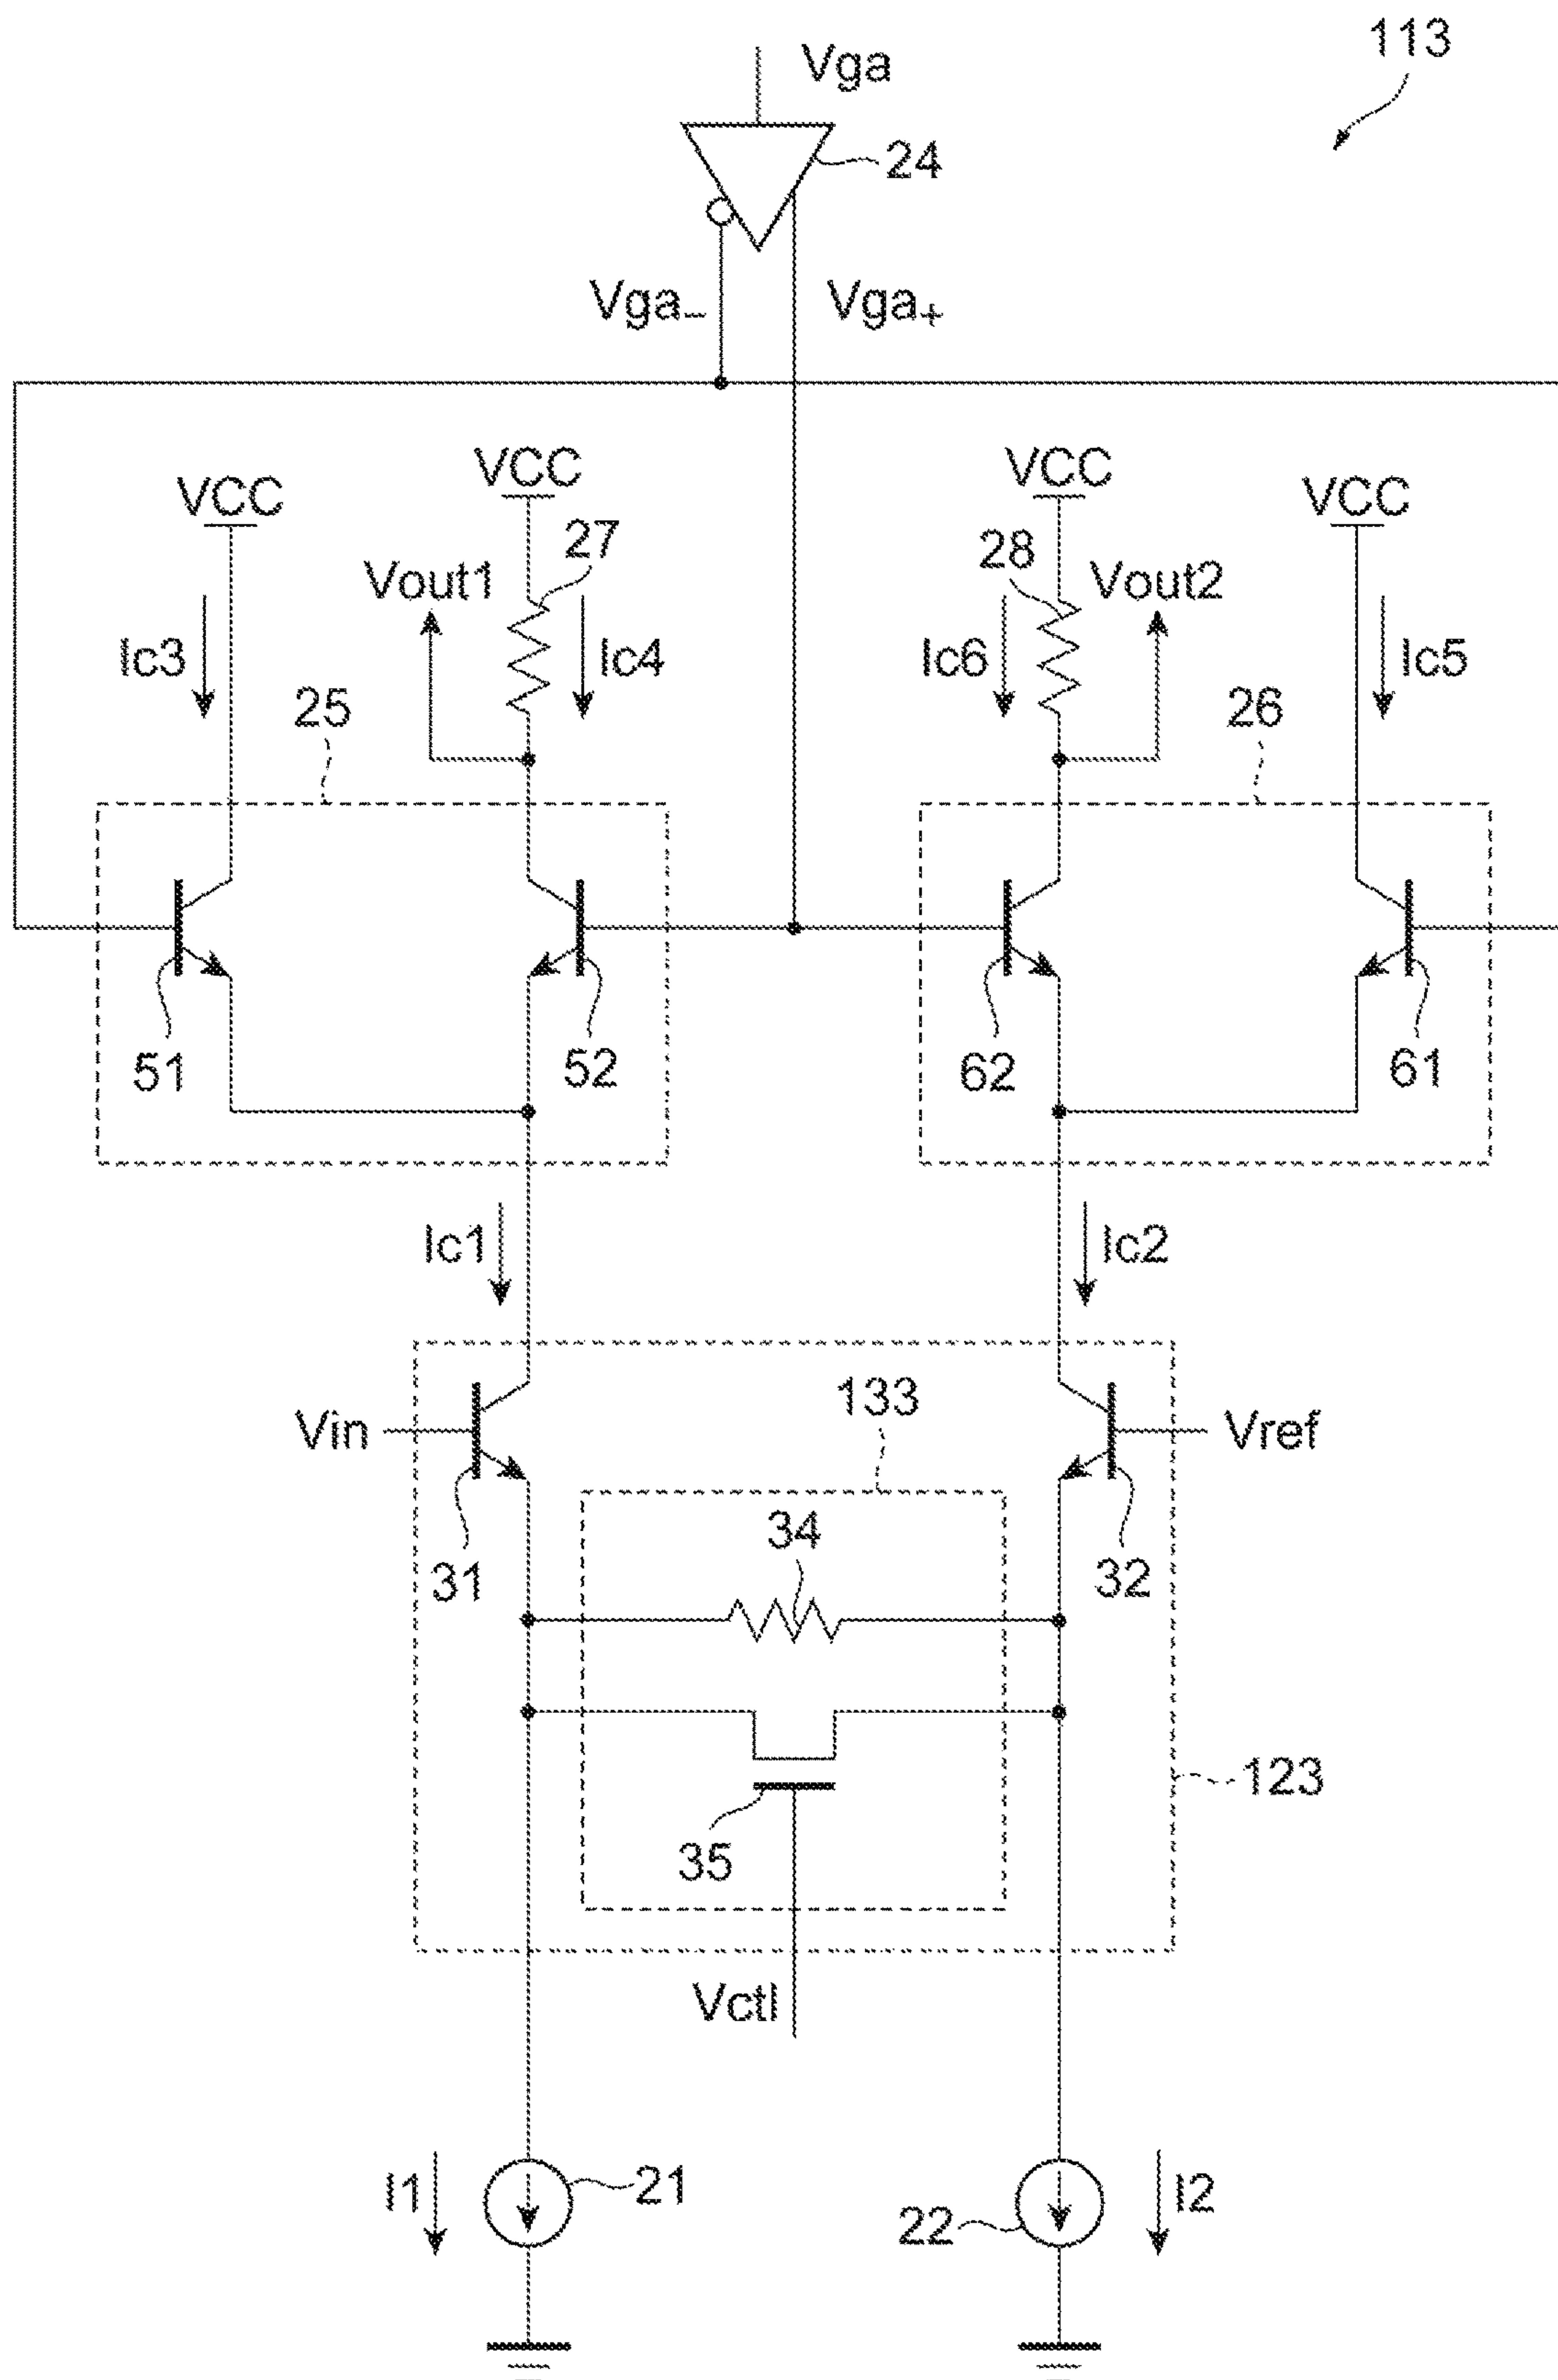 113
Vga
24
Vga-
Vga+
VCC
VCC
VCC
VCC
27
28
Vout1
Vout2
Ic3
Ic4
Ic6
Ic5
25
26
51
52
62
61
Ic1
Ic2
133
Vin
Vref
34
31
32
123
35
Vctl
I1
21
22
I2